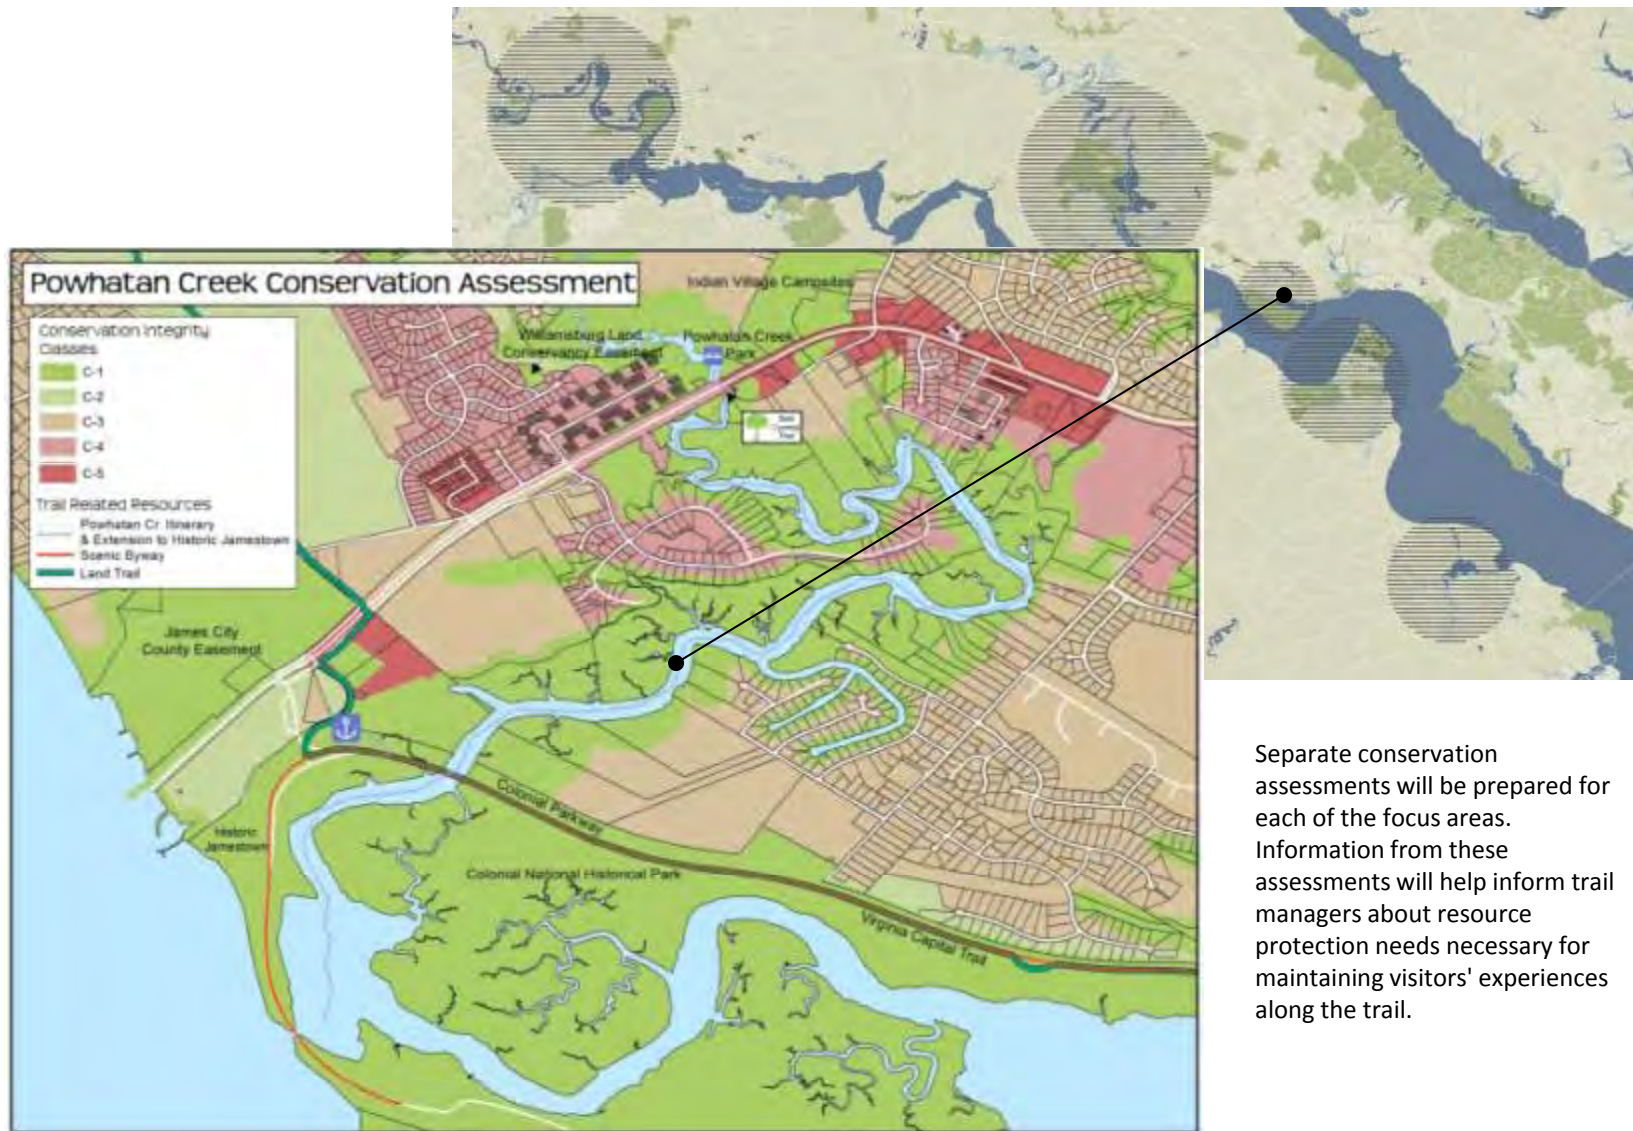 Powhatan Creek Conservation Assessment
Conservation Integrity
Classes
C-1
C-2
C-3
C-4
C-5
Trail Related Resources
Powhatan Cr. Itinerary
& Extension to Historic Jamestown
Scenic Byway
Land Trail
Indian Village Campsites
Williamsburg Land
Conservancy Easement
Powhatan Creek
Park
James City
County Easement
Historic
Jamestown
Colonial Parkway
Colonial National Historical Park
Virginia Capital Trail
Separate conservation
assessments will be prepared for
each of the focus areas.
Information from these
assessments will help inform trail
managers about resource
protection needs necessary for
maintaining visitors' experiences
along the trail.